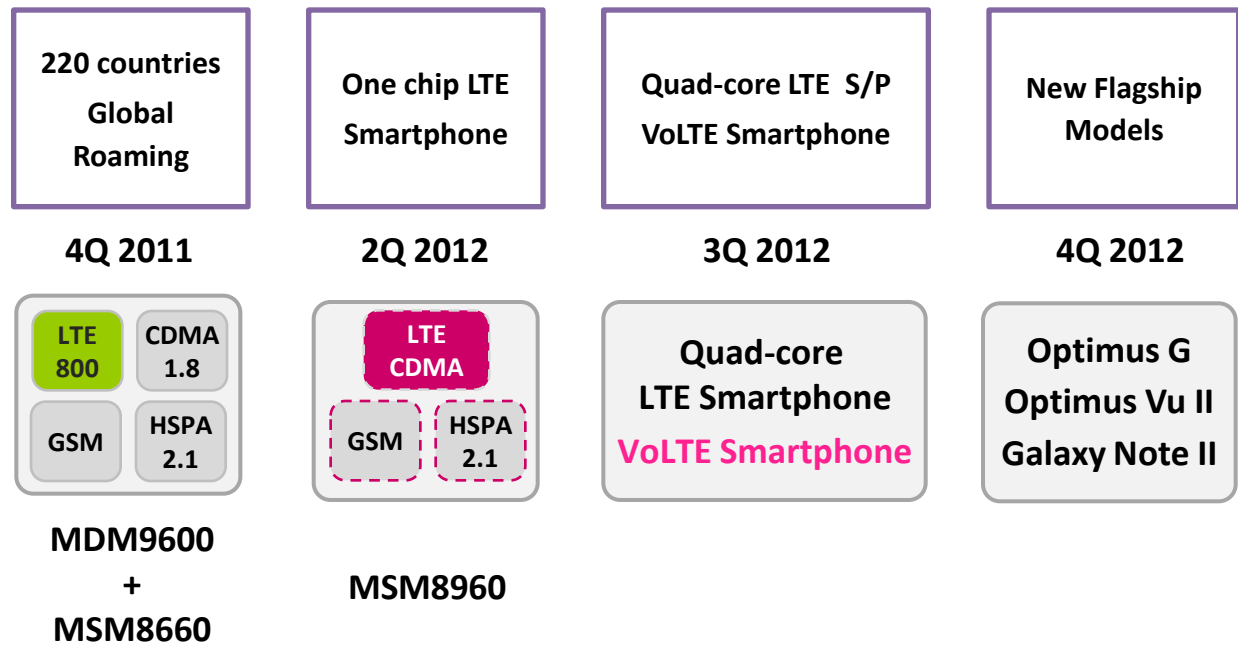 220 countries
Global
Roaming
One chip LTE
Smartphone
Quad-core LTE S/P
VoLTE Smartphone
New Flagship
Models
4Q 2011
2Q 2012
3Q 2012
4Q 2012
LTE
800
CDMA
1.8
GSM
HSPA
2.1
LTE
CDMA
GSM
HSPA
2.1
Quad-core
LTE Smartphone
VoLTE Smartphone
Optimus G
Optimus Vu II
Galaxy Note II
MDM9600
+
MSM8660
MSM8960